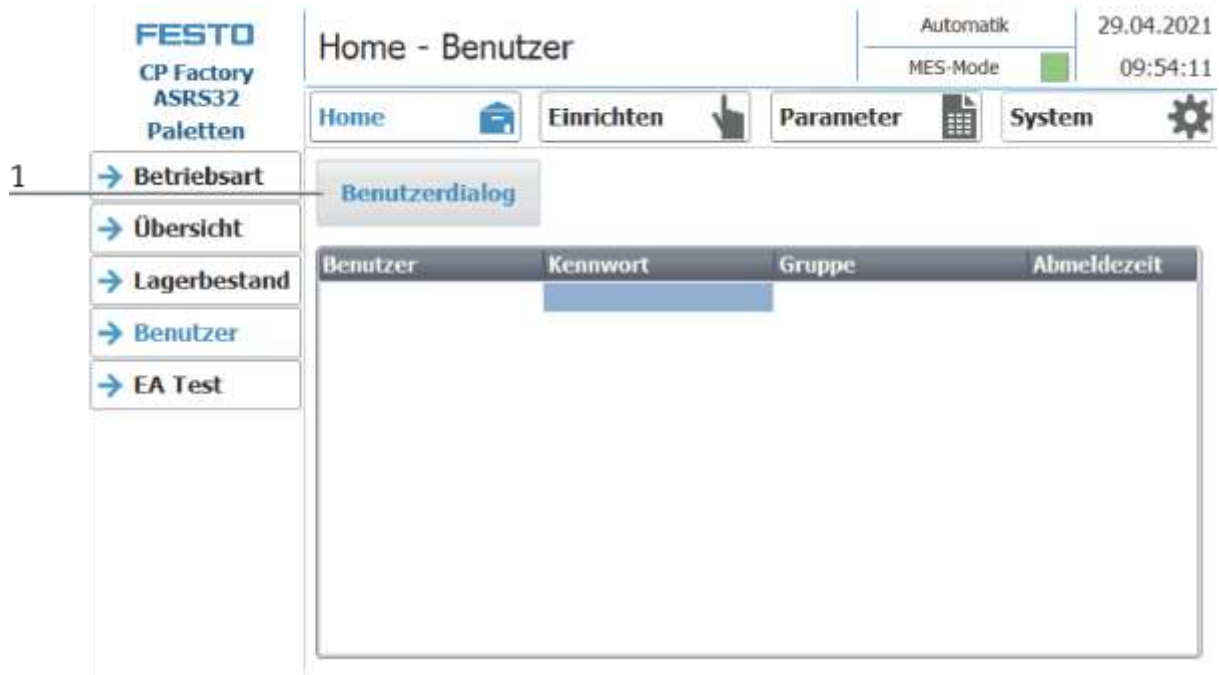 FESTO
CP Factory
ASRS32
Paletten
Home - Benutzer
Automatik
MES-Mode
29.04.2021
09:54:11
Home
Einrichten
Parameter
System
1
Betriebsart
Übersicht
Lagerbestand
Benutzer
EA Test
Benutzerdialog
Benutzer Kennwort Gruppe Abmeldezeit